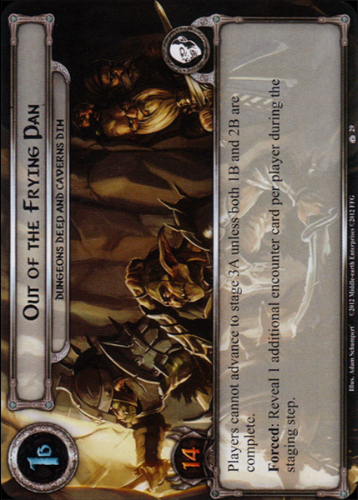 1B
OUT OF THE FRYING PAN
DUNGEONS DEEP AND CAVERNS DIM
14
Players cannot advance to stage 3A unless both 1B and 2B are
complete.
Forced: Reveal 1 additional encounter card per player during the
staging step.
Illus. Adam Schumpert ©2012 Middle-earth Enterprises ©2012 FFG 29